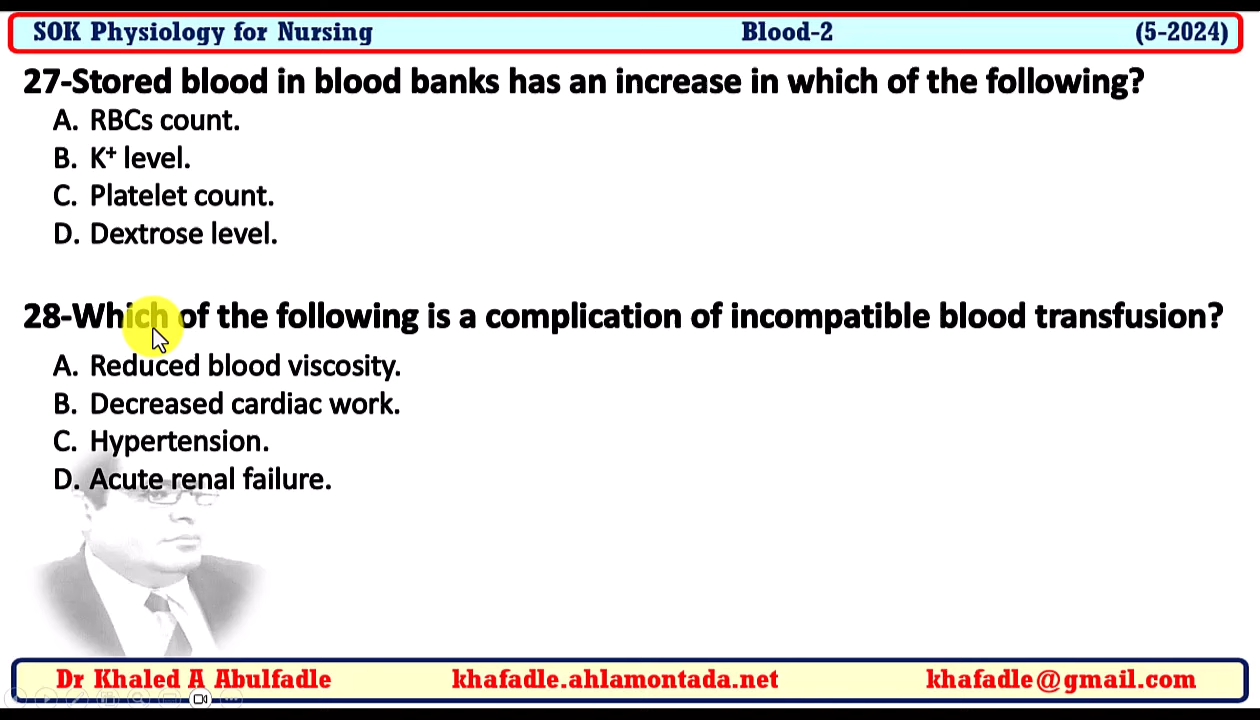 SOK Physiology for Nursing Blood-2 (5-2024)
27-Stored blood in blood banks has an increase in which of the following?
A. RBCs count.
B. K⁺ level.
C. Platelet count.
D. Dextrose level.
28-Which of the following is a complication of incompatible blood transfusion?
A. Reduced blood viscosity.
B. Decreased cardiac work.
C. Hypertension.
D. Acute renal failure.
Dr Khaled A Abulfadle khafadle.ahlamontada.net khafadle@gmail.com